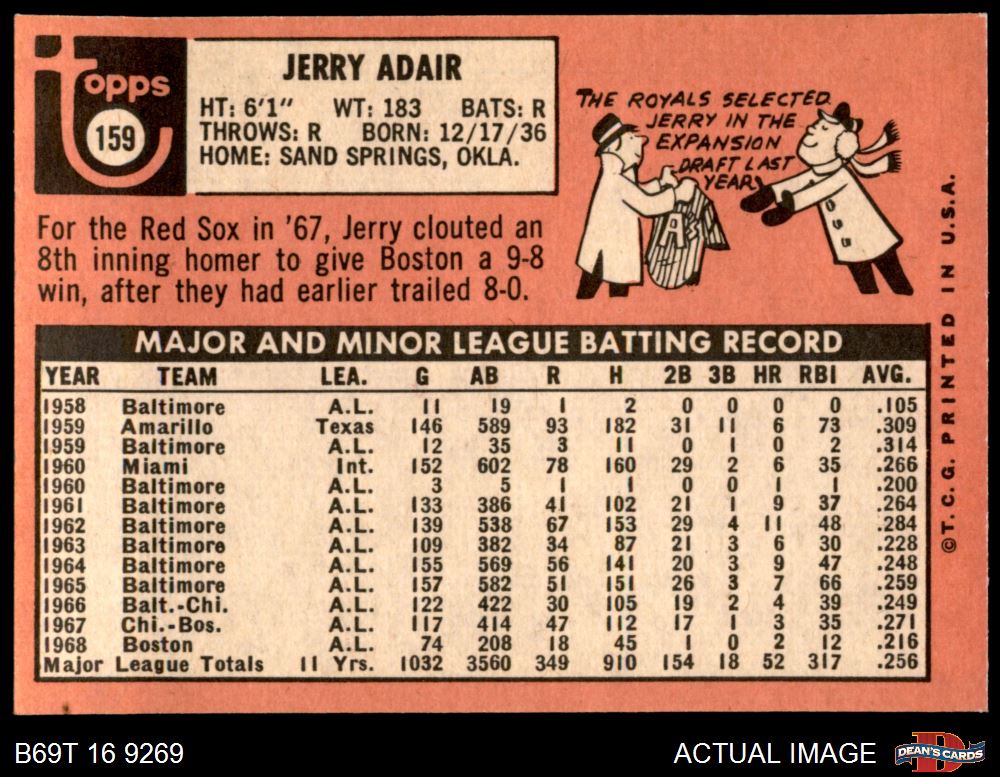 topps
159
JERRY ADAIR
HT: 6'1" WT: 183 BATS: R
THROWS: R BORN: 12/17/36
HOME: SAND SPRINGS, OKLA.
THE ROYALS SELECTED
JERRY IN THE
EXPANSION
DRAFT LAST
YEAR
A's
For the Red Sox in '67, Jerry clouted an
8th inning homer to give Boston a 9-8
win, after they had earlier trailed 8-0.
MAJOR AND MINOR LEAGUE BATTING RECORD
YEAR TEAM LEA. G AB R H 2B 3B HR RBI AVG.
1958 Baltimore A.L. 11 19 1 2 0 0 0 0 .105
1959 Amarillo Texas 146 589 93 182 31 11 6 73 .309
1959 Baltimore A.L. 12 35 3 11 0 1 0 2 .314
1960 Miami Int. 152 602 78 160 29 2 6 35 .266
1960 Baltimore A.L. 3 5 1 1 0 0 1 1 .200
1961 Baltimore A.L. 133 386 41 102 21 1 9 37 .264
1962 Baltimore A.L. 139 538 67 153 29 4 11 48 .284
1963 Baltimore A.L. 109 382 34 87 21 3 6 30 .228
1964 Baltimore A.L. 155 569 56 141 20 3 9 47 .248
1965 Baltimore A.L. 157 582 51 151 26 3 7 66 .259
1966 Balt.-Chi. A.L. 122 422 30 105 19 2 4 39 .249
1967 Chi.-Bos. A.L. 117 414 47 112 17 1 3 35 .271
1968 Boston A.L. 74 208 18 45 1 0 2 12 .216
Major League Totals 11 Yrs. 1032 3560 349 910 154 18 52 317 .256
©T.C.G. PRINTED IN U.S.A.
B69T 16 9269
ACTUAL IMAGE
DEAN'S CARDS